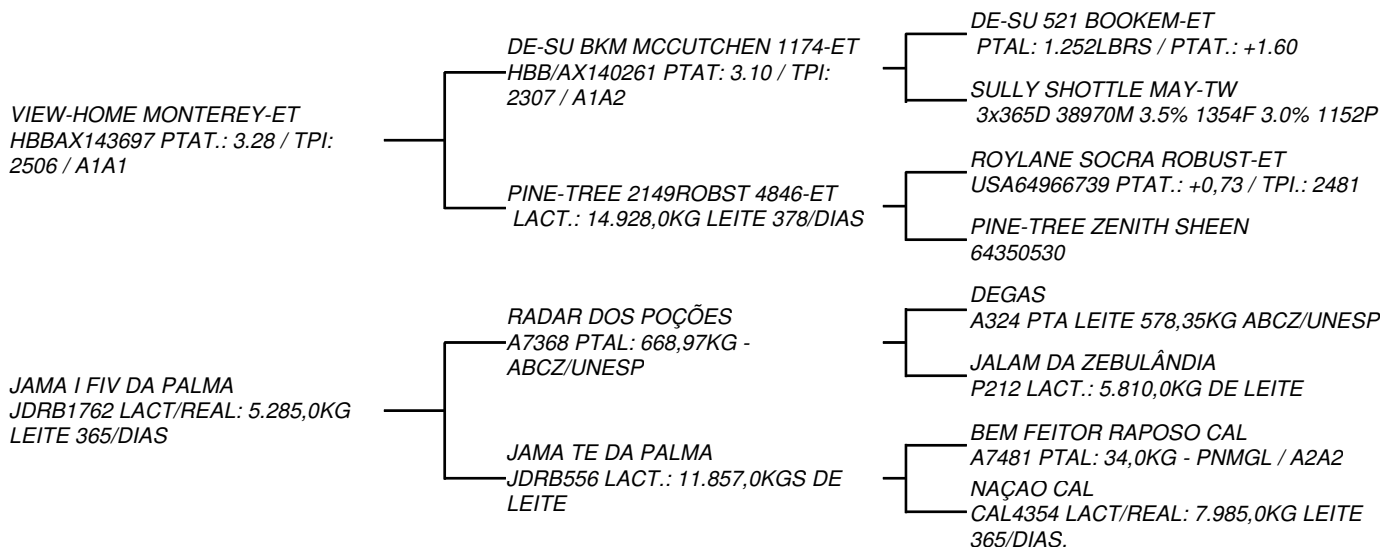 VIEW-HOME MONTEREY-ET
HBBAX143697 PTAT.: 3.28 / TPI:
2506 / A1A1
DE-SU BKM MCCUTCHEN 1174-ET
HBB/AX140261 PTAT: 3.10 / TPI:
2307 / A1A2
DE-SU 521 BOOKEM-ET
PTAL: 1.252LBRS / PTAT.: +1.60
SULLY SHOTTLE MAY-TW
3x365D 38970M 3.5% 1354F 3.0% 1152P
PINE-TREE 2149ROBST 4846-ET
LACT.: 14.928,0KG LEITE 378/DIAS
ROYLANE SOCRA ROBUST-ET
USA64966739 PTAT.: +0,73 / TPI.: 2481
PINE-TREE ZENITH SHEEN
64350530
JAMA I FIV DA PALMA
JDRB1762 LACT/REAL: 5.285,0KG
LEITE 365/DIAS
RADAR DOS POÇÕES
A7368 PTAL: 668,97KG -
ABCZ/UNESP
DEGAS
A324 PTA LEITE 578,35KG ABCZ/UNESP
JALAM DA ZEBULÂNDIA
P212 LACT.: 5.810,0KG DE LEITE
JAMA TE DA PALMA
JDRB556 LACT.: 11.857,0KGS DE
LEITE
BEM FEITOR RAPOSO CAL
A7481 PTAL: 34,0KG - PNMGL / A2A2
NAÇAO CAL
CAL4354 LACT/REAL: 7.985,0KG LEITE
365/DIAS.